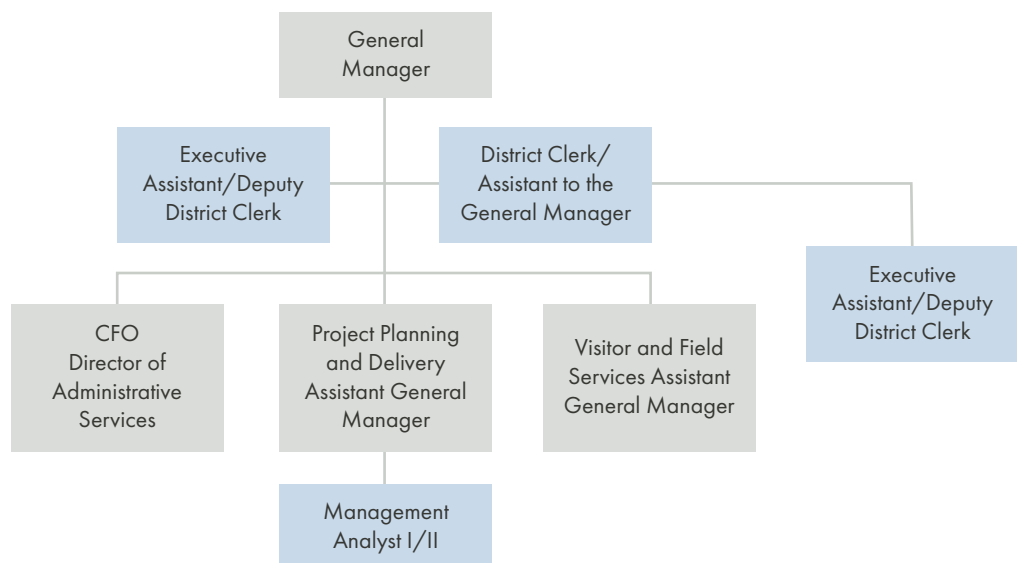 General
Manager
Executive
Assistant/Deputy
District Clerk
District Clerk/
Assistant to the
General Manager
Executive
Assistant/Deputy
District Clerk
CFO
Director of
Administrative
Services
Project Planning
and Delivery
Assistant General
Manager
Visitor and Field
Services Assistant
General Manager
Management
Analyst I/II